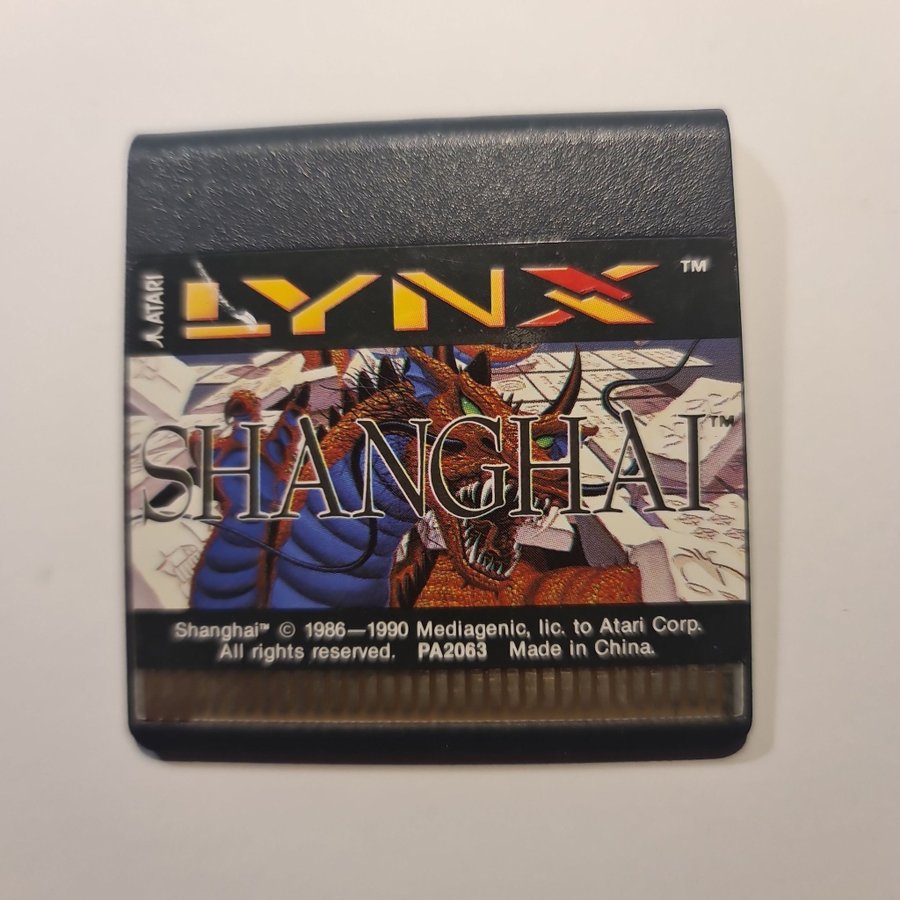 ATARI
LYNX™
SHANGHAI™
Shanghai™ © 1986—1990 Mediagenic, lic. to Atari Corp.
All rights reserved. PA2063 Made in China.